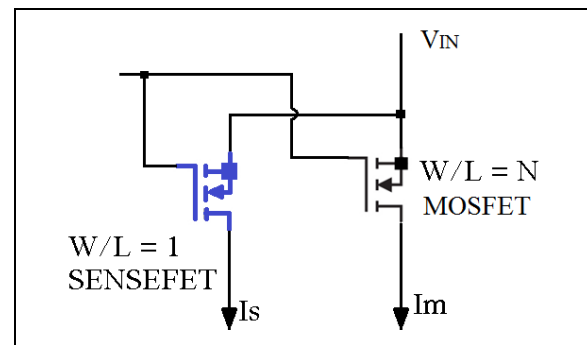 VIN
W/L = N
MOSFET
W/L = 1
SENSEFET
Is
Im